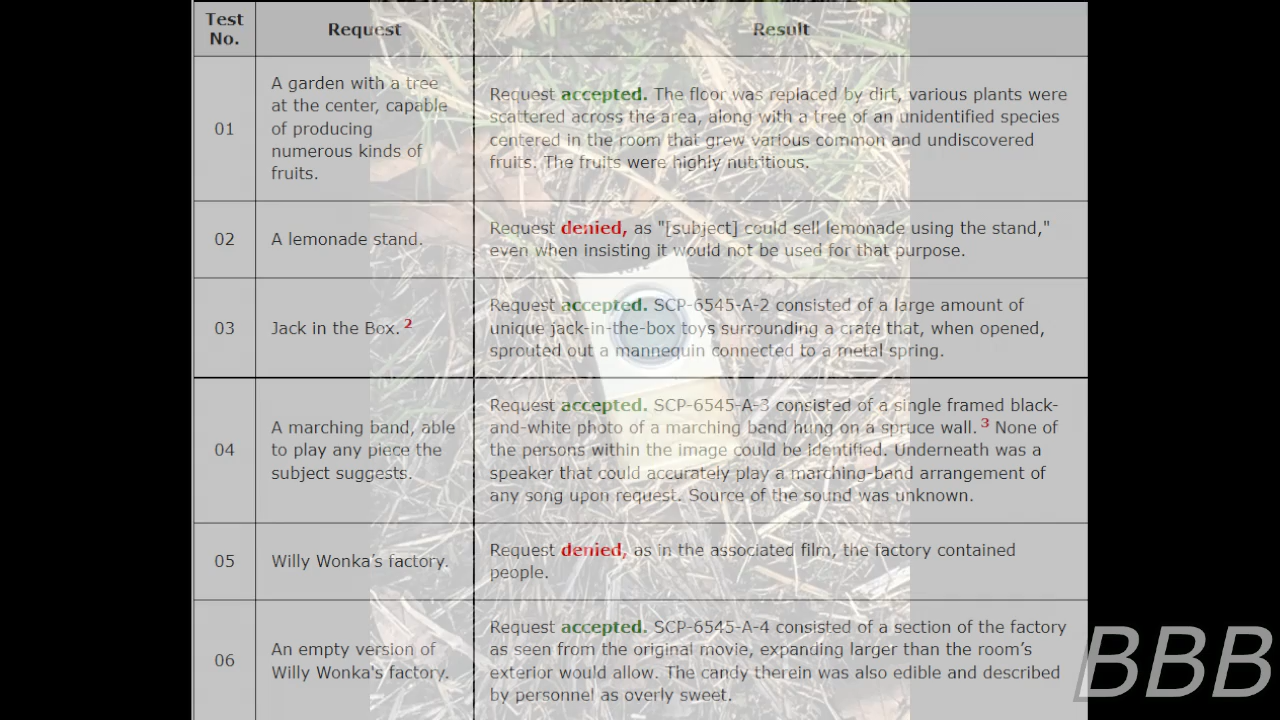 Test
No.
Request
Result
01
A garden with a tree
at the center, capable
of producing
numerous kinds of
fruits.
Request accepted. The floor was replaced by dirt, various plants were
scattered across the area, along with a tree of an unidentified species
centered in the room that grew various common and undiscovered
fruits. The fruits were highly nutritious.
02
A lemonade stand.
Request denied, as "[subject] could sell lemonade using the stand,"
even when insisting it would not be used for that purpose.
03
Jack in the Box. 2
Request accepted. SCP-6545-A-2 consisted of a large amount of
unique jack-in-the-box toys surrounding a crate that, when opened,
sprouted out a mannequin connected to a metal spring.
04
A marching band, able
to play any piece the
subject suggests.
Request accepted. SCP-6545-A-3 consisted of a single framed black-
and-white photo of a marching band hung on a spruce wall. 3 None of
the persons within the image could be identified. Underneath was a
speaker that could accurately play a marching-band arrangement of
any song upon request. Source of the sound was unknown.
05
Willy Wonka's factory.
Request denied, as in the associated film, the factory contained
people.
06
An empty version of
Willy Wonka's factory.
Request accepted. SCP-6545-A-4 consisted of a section of the factory
as seen from the original movie, expanding larger than the room's
exterior would allow. The candy therein was also edible and described
by personnel as overly sweet.
BBB